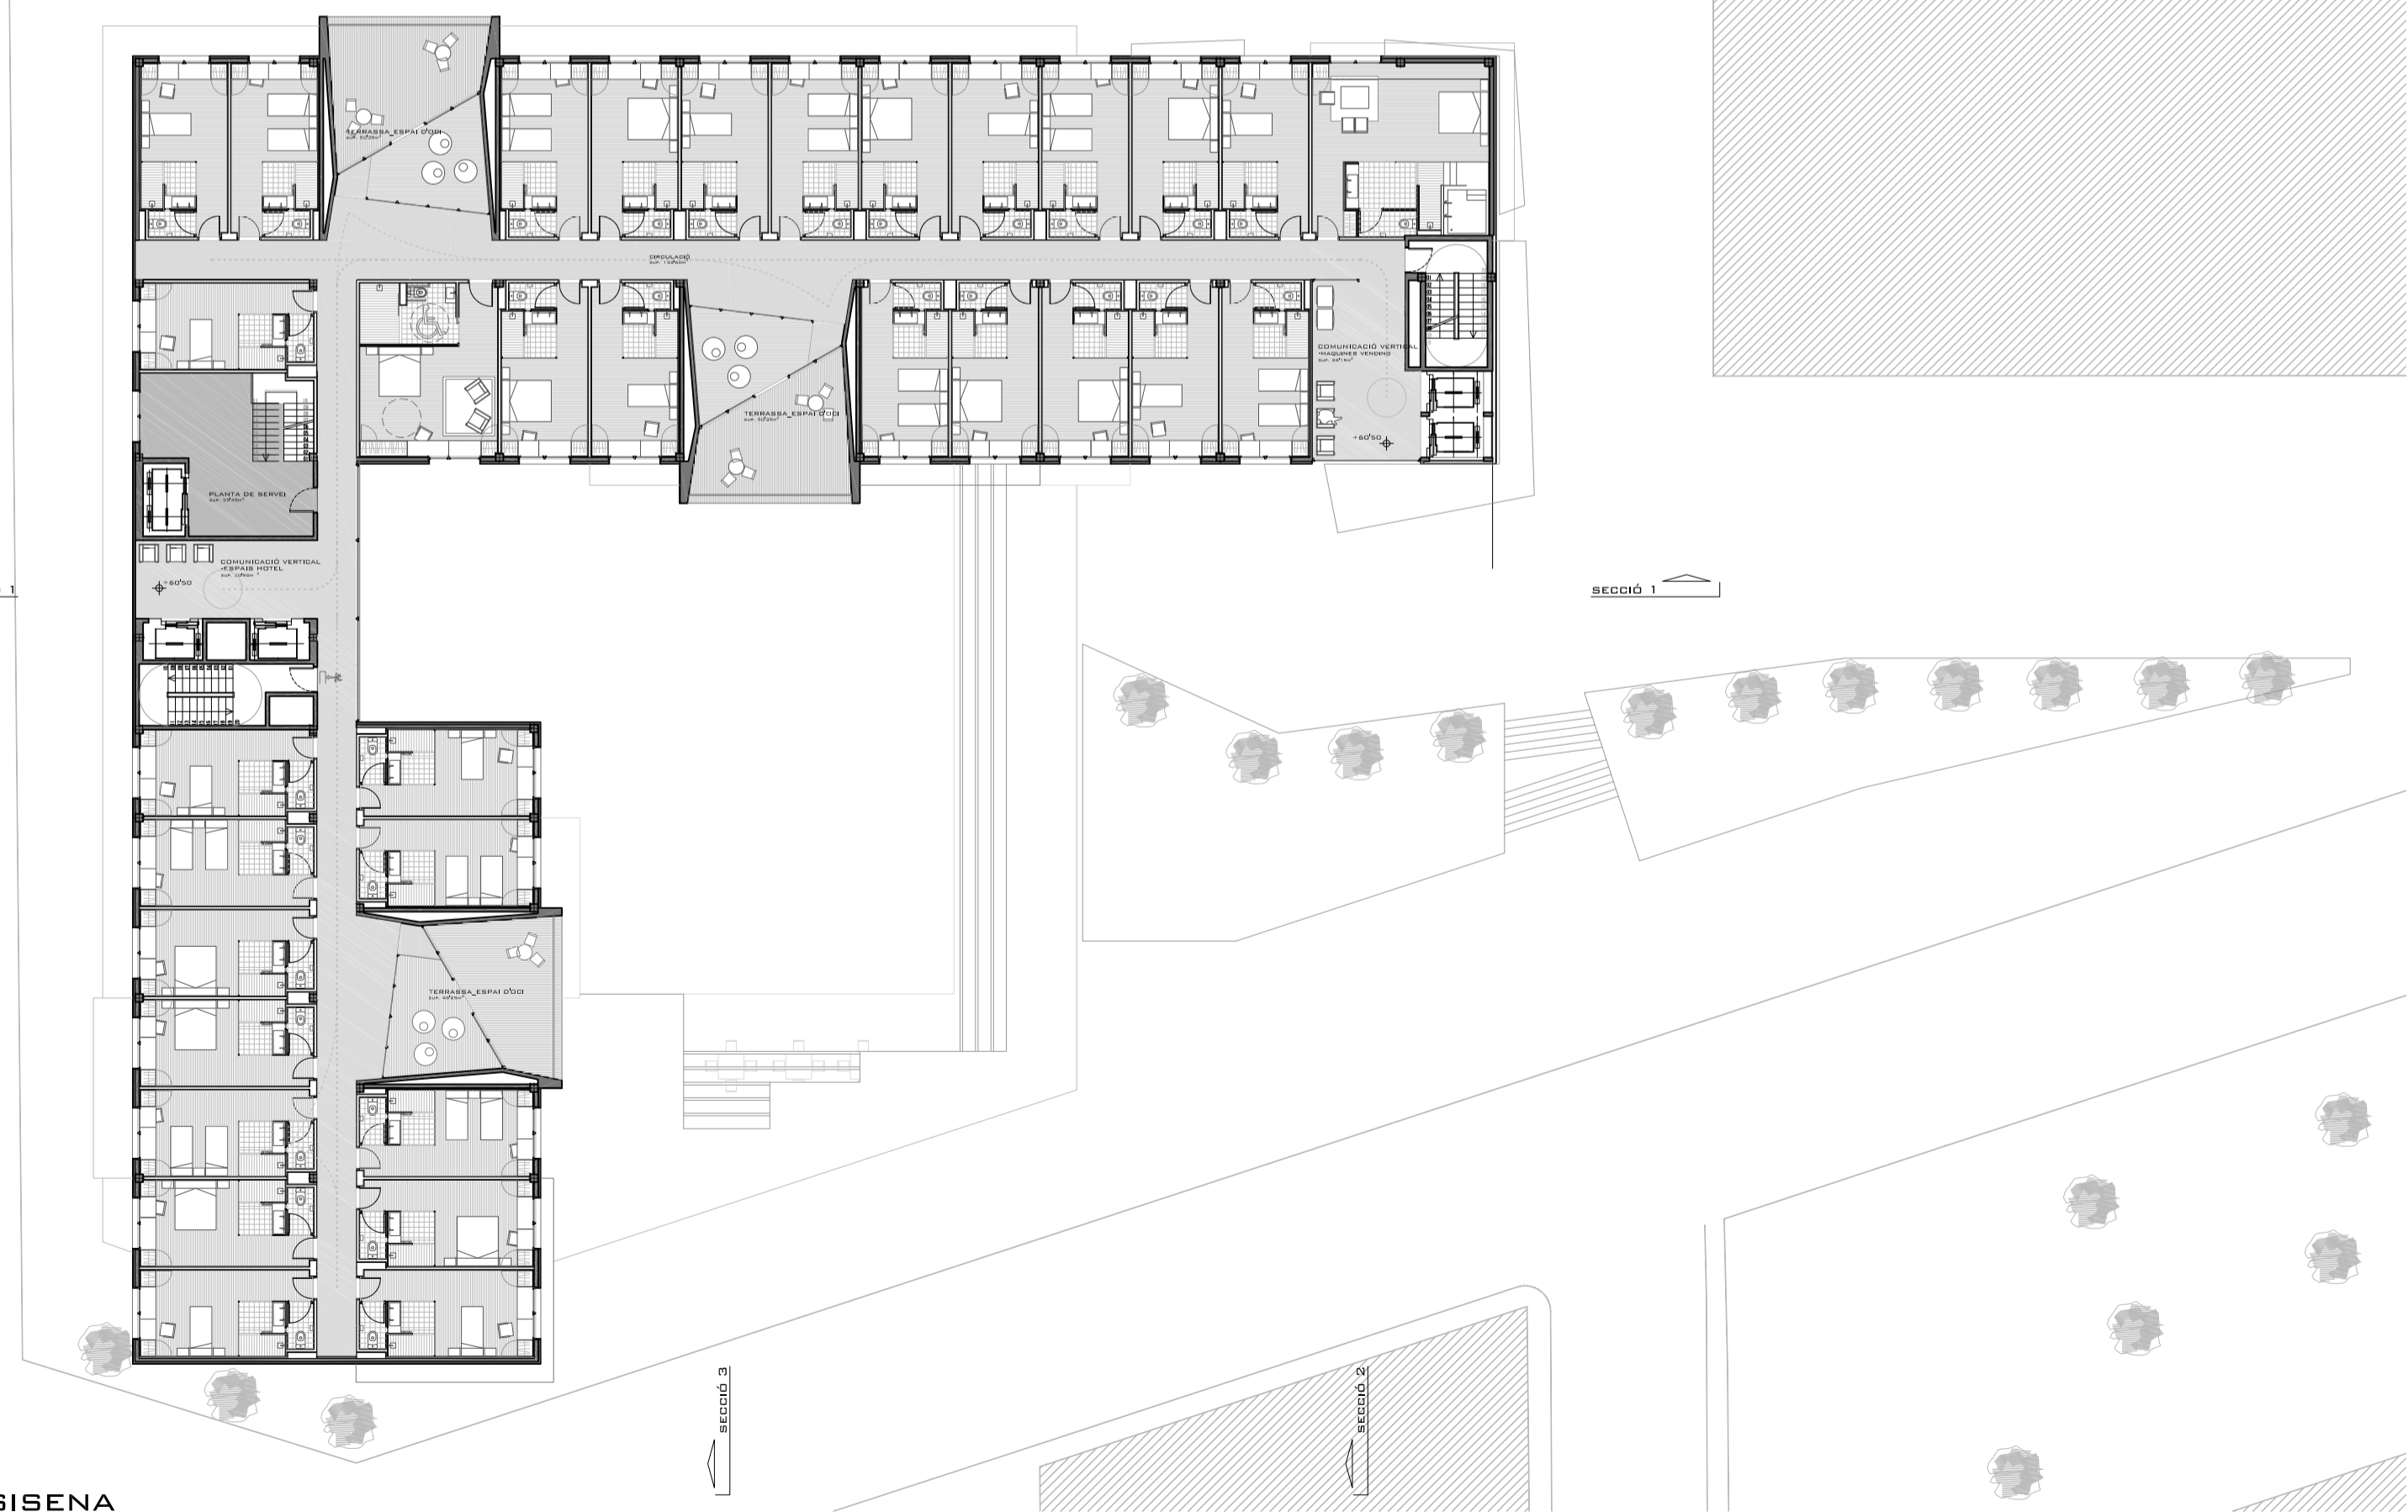 TERRASSA_ESPAI D'OCI
CIRCULACIÓ
COMUNICACIÓ VERTICAL
-MAQUINES VENDING
+60'50
TERRASSA_ESPAI D'OCI
PLANTA DE SERVEI
COMUNICACIÓ VERTICAL
-ESPAIS HOTEL
+60'50
1
SECCIÓ 1
TERRASSA_ESPAI D'OCI
SECCIÓ 3
SECCIÓ 2
SISENA